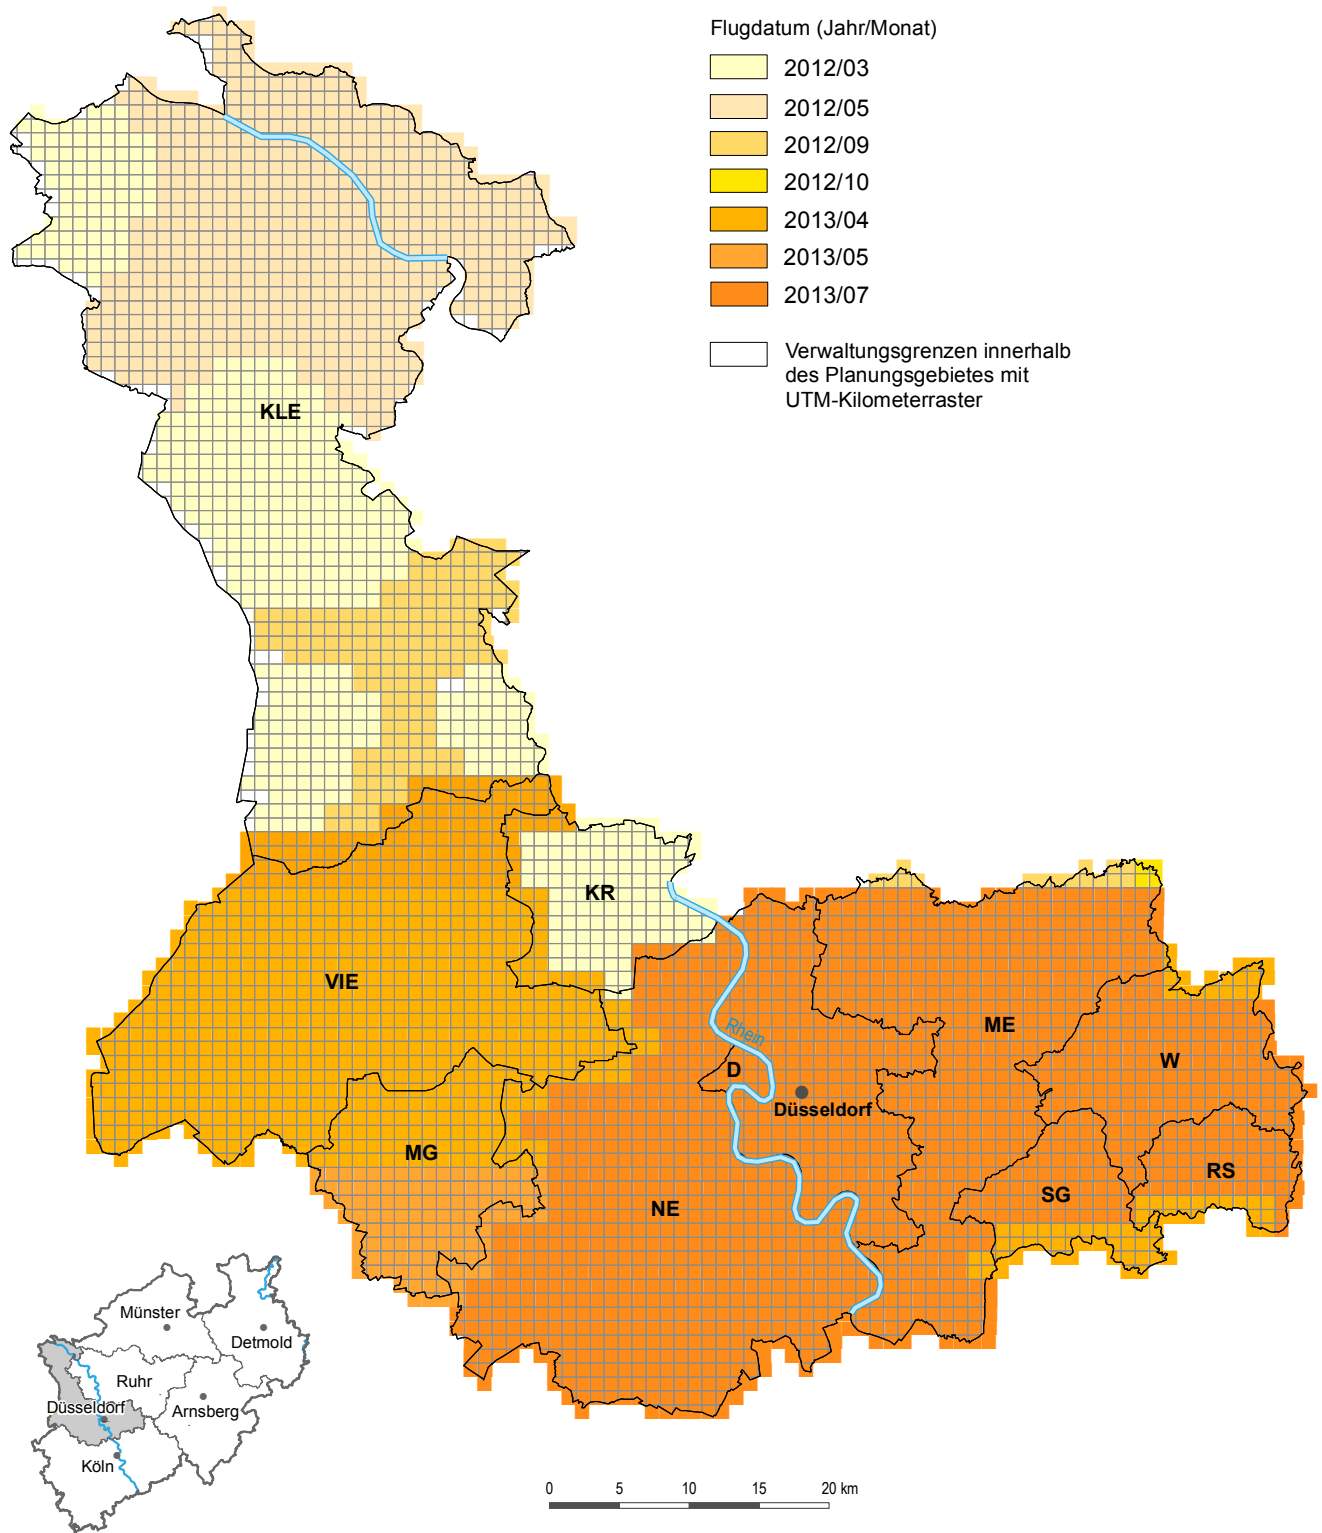 Flugdatum (Jahr/Monat)
2012/03
2012/05
2012/09
2012/10
2013/04
2013/05
2013/07
Verwaltungsgrenzen innerhalb
des Planungsgebietes mit
UTM-Kilometerraster
KLE
KR
VIE
Rhein
ME
D
W
Düsseldorf
MG
RS
SG
NE
Münster
Detmold
Ruhr
Düsseldorf
Arnsberg
Köln
0 5 10 15 20 km